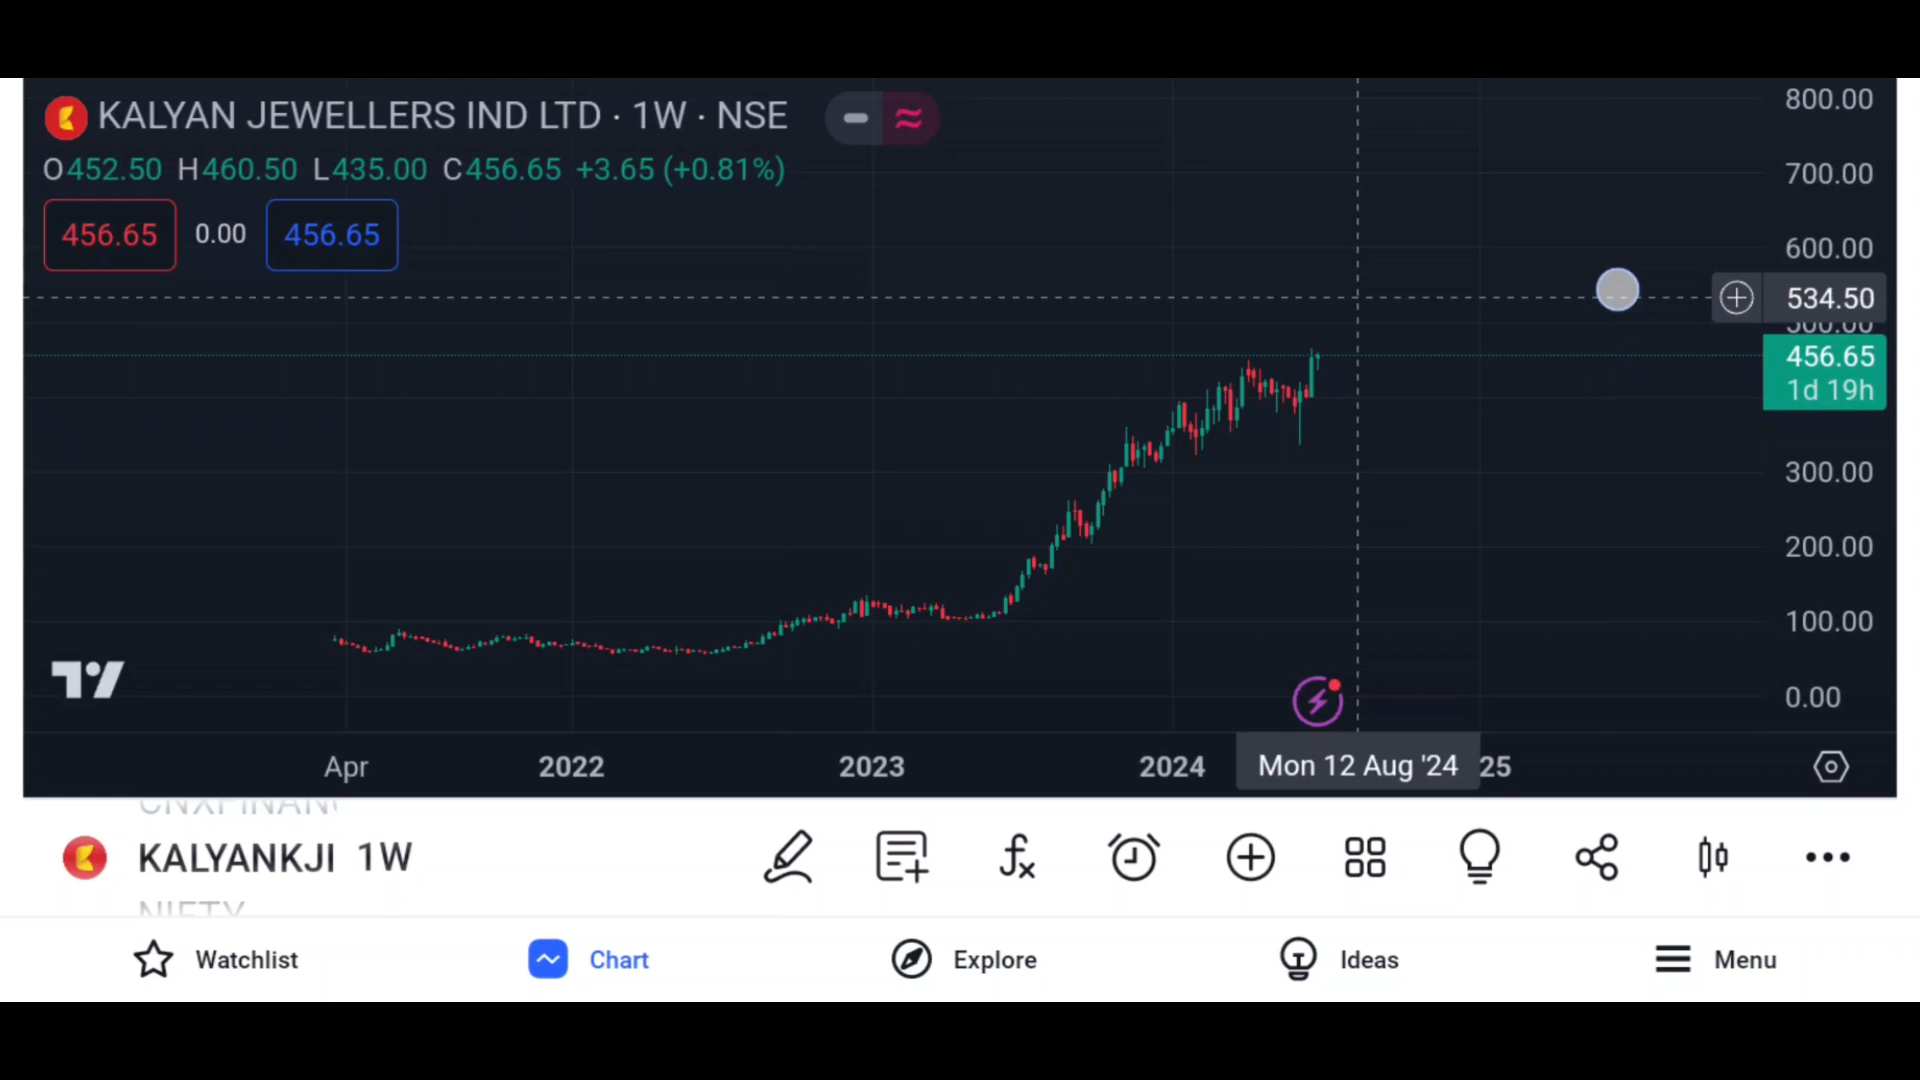 KALYAN JEWELLERS IND LTD · 1W · NSE
O452.50 H460.50 L435.00 C456.65 +3.65 (+0.81%)
456.65 0.00 456.65
800.00
700.00
600.00
534.50
500.00
456.65
1d 19h
300.00
200.00
100.00
0.00
Apr 2022 2023 2024 Mon 12 Aug '24 25
KALYANKJI 1W
NIFTY
Watchlist Chart Explore Ideas Menu